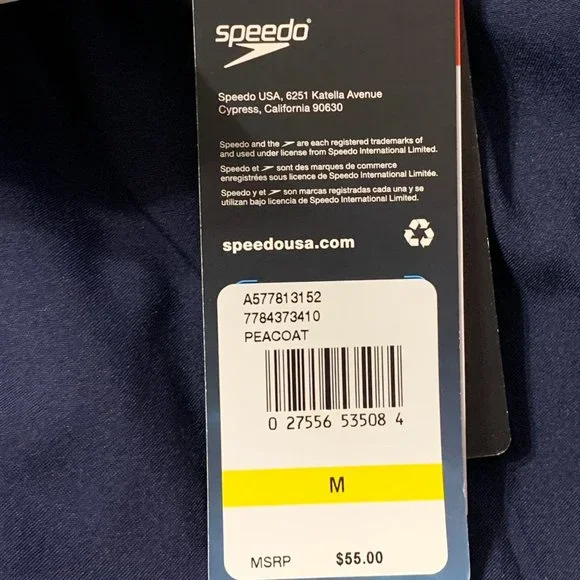 speedo®
Speedo USA, 6251 Katella Avenue
Cypress, California 90630
Speedo and the are each registered trademarks of
and used under license from Speedo International Limited.
Speedo et sont des marques de commerce
enregistrées sous licence de Speedo International Limitée.
Speedo y et son marcas registradas cada una y se
utilizan bajo licencia de Speedo International Limited.
speedousa.com
A577813152
7784373410
PEACOAT
0 27556 53508 4
M
MSRP $55.00